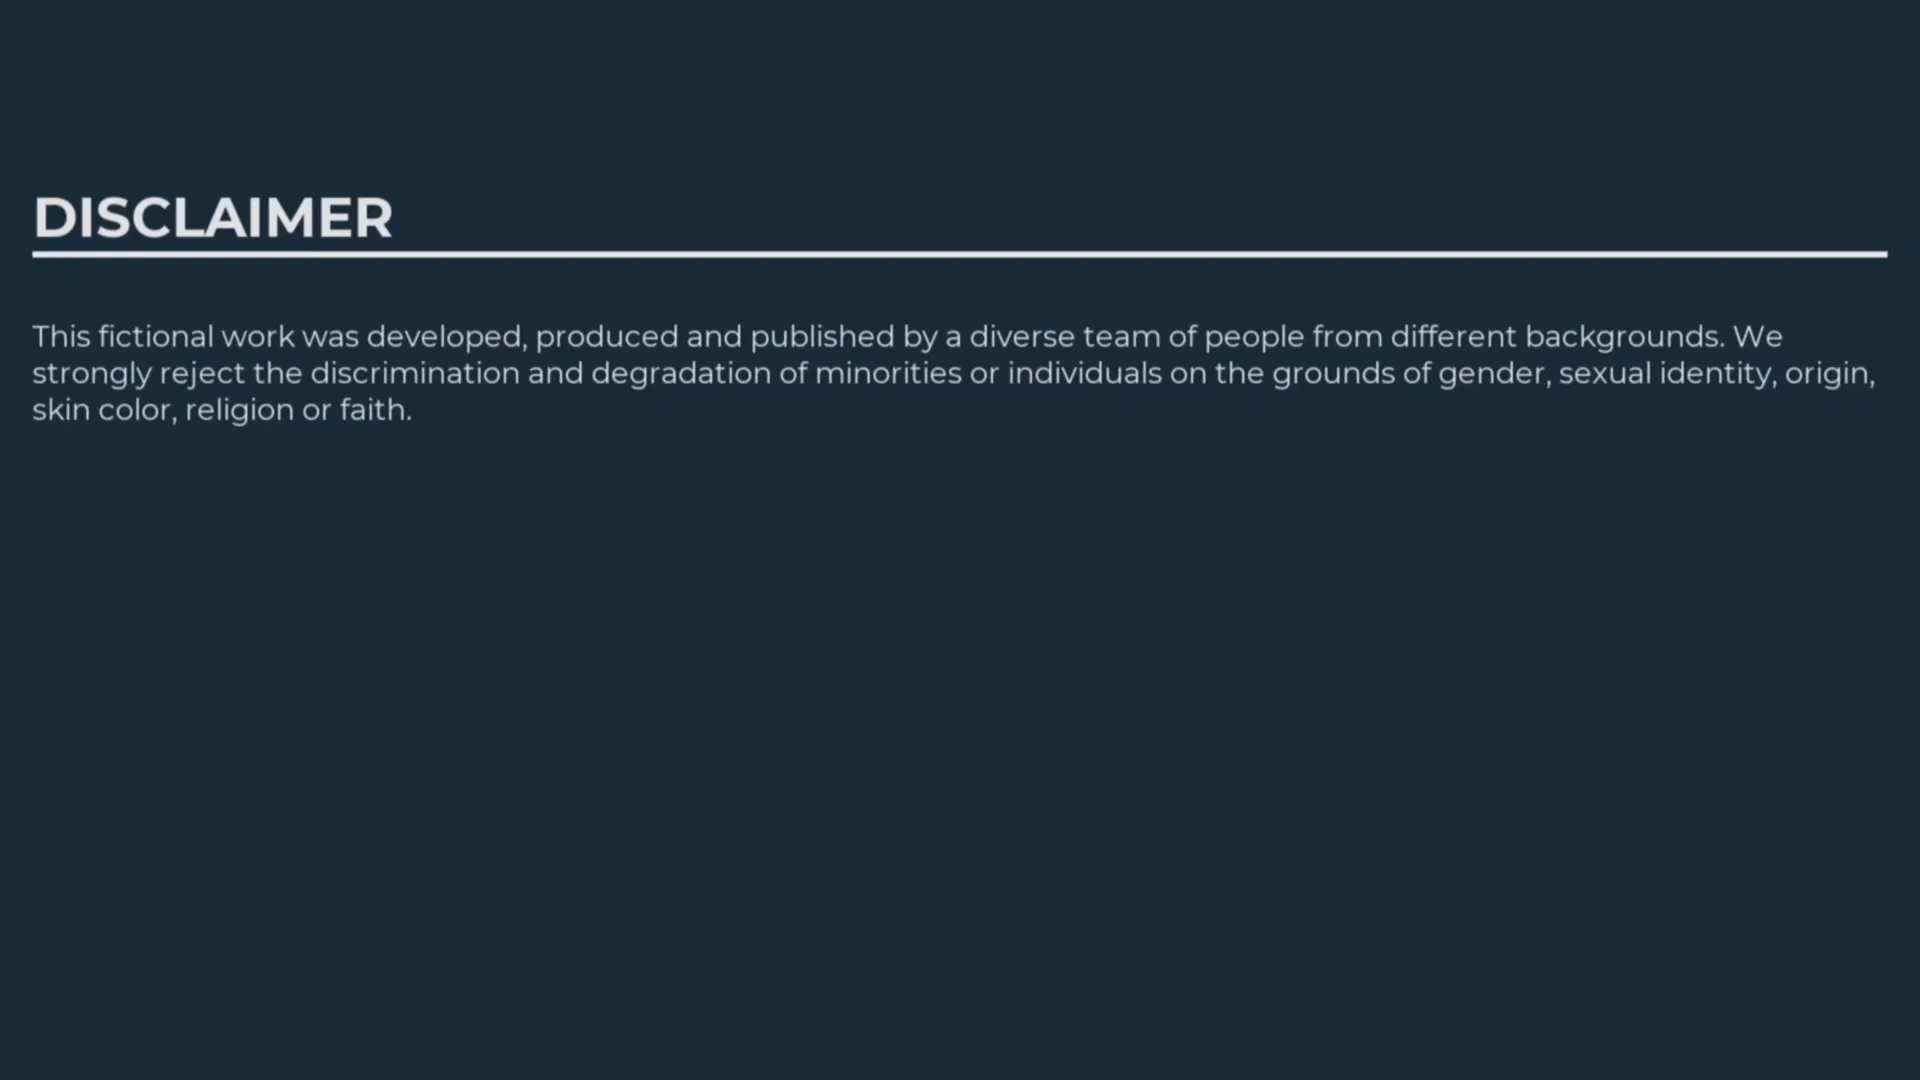 DISCLAIMER
This fictional work was developed, produced and published by a diverse team of people from different backgrounds. We
strongly reject the discrimination and degradation of minorities or individuals on the grounds of gender, sexual identity, origin,
skin color, religion or faith.